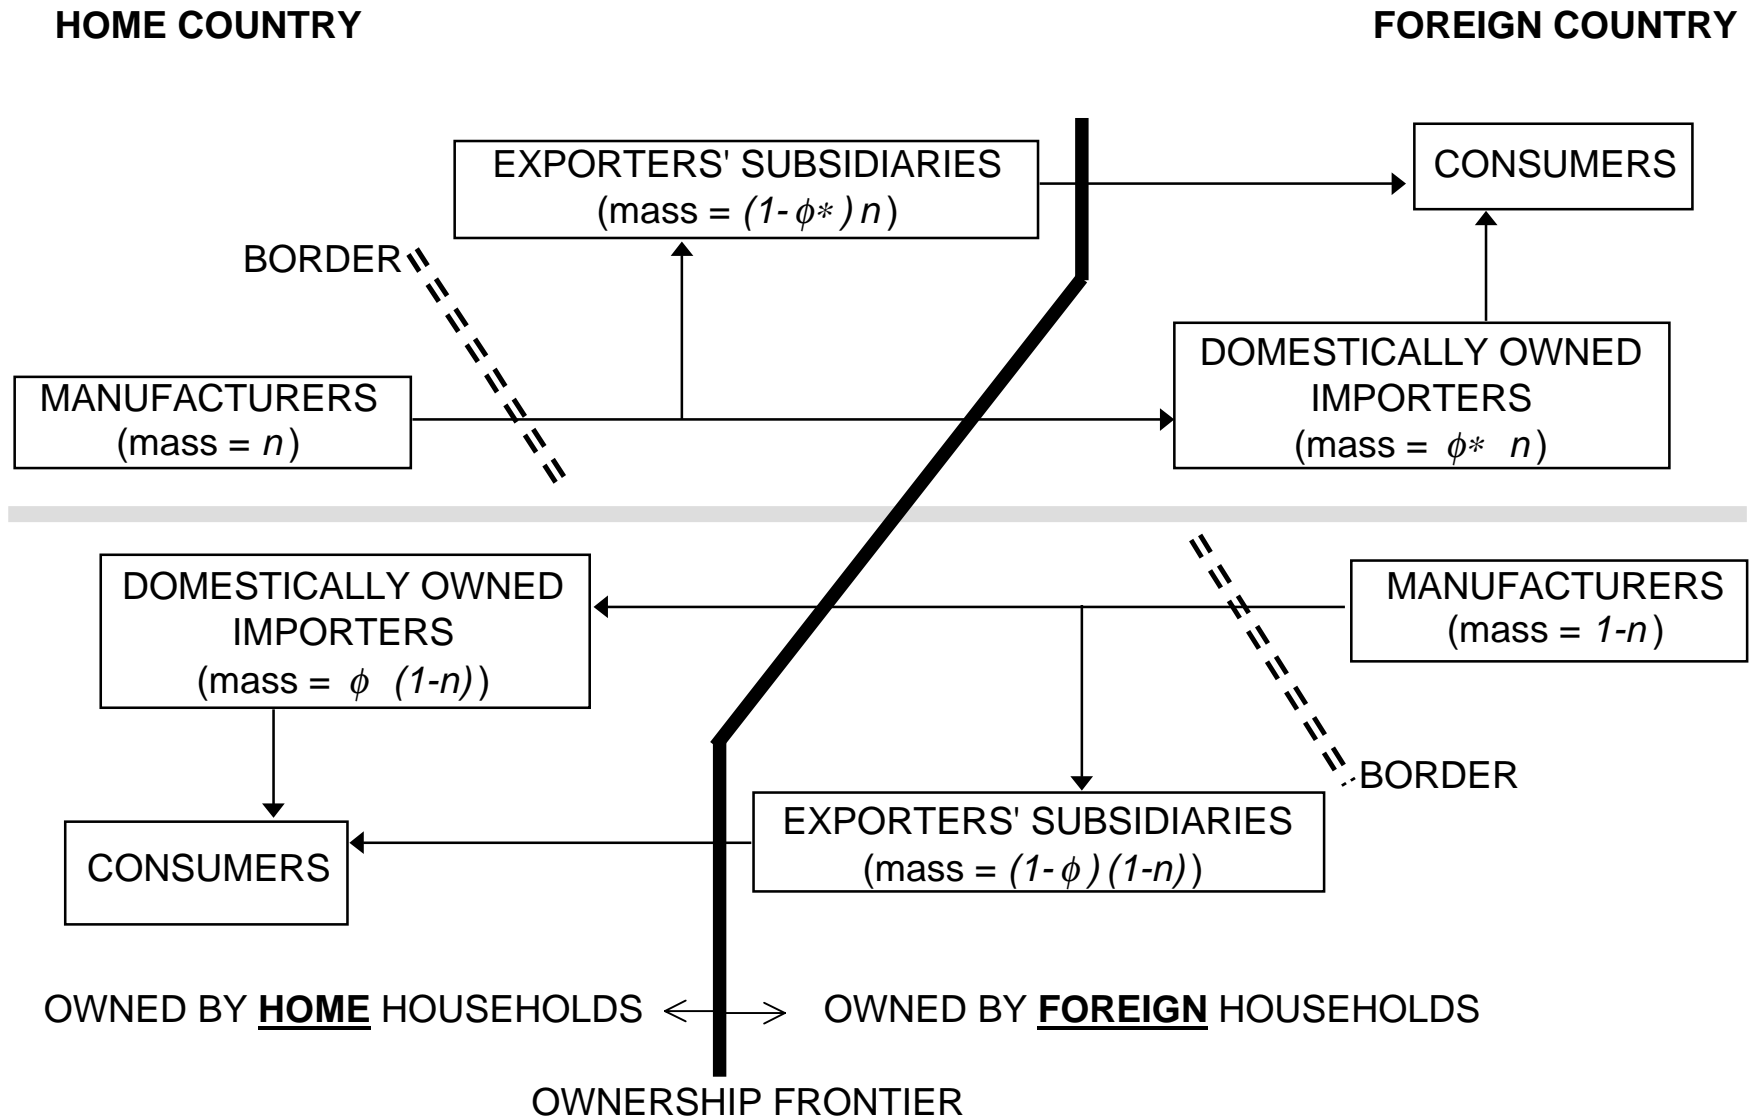 HOME COUNTRY
FOREIGN COUNTRY
EXPORTERS' SUBSIDIARIES
(mass = (1- ϕ* ) n )
CONSUMERS
BORDER
DOMESTICALLY OWNED
IMPORTERS
(mass = ϕ* n )
MANUFACTURERS
(mass = n )
DOMESTICALLY OWNED
IMPORTERS
(mass = ϕ (1-n) )
MANUFACTURERS
(mass = 1-n )
BORDER
EXPORTERS' SUBSIDIARIES
(mass = (1- ϕ ) (1-n) )
CONSUMERS
OWNED BY HOME HOUSEHOLDS
OWNED BY FOREIGN HOUSEHOLDS
OWNERSHIP FRONTIER